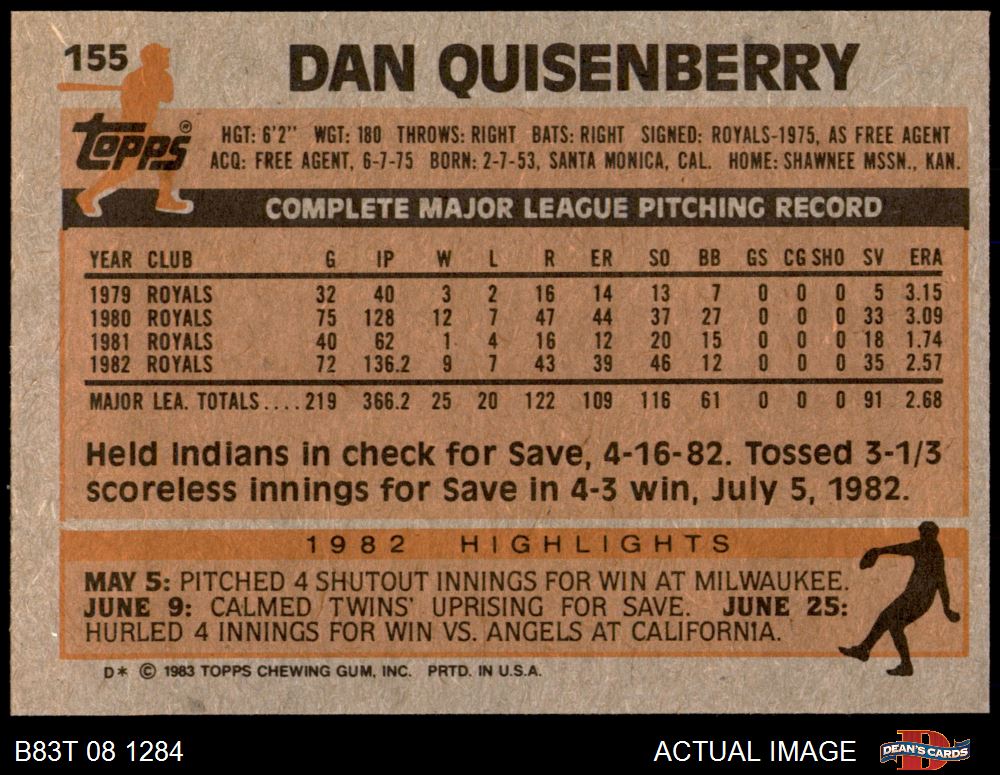 155 DAN QUISENBERRY
Topps®
HGT: 6'2" WGT: 180 THROWS: RIGHT BATS: RIGHT SIGNED: ROYALS-1975, AS FREE AGENT
ACQ: FREE AGENT, 6-7-75 BORN: 2-7-53, SANTA MONICA, CAL. HOME: SHAWNEE MSSN., KAN.
COMPLETE MAJOR LEAGUE PITCHING RECORD
YEAR CLUB G IP W L R ER SO BB GS CG SHO SV ERA
1979 ROYALS 32 40 3 2 16 14 13 7 0 0 0 5 3.15
1980 ROYALS 75 128 12 7 47 44 37 27 0 0 0 33 3.09
1981 ROYALS 40 62 1 4 16 12 20 15 0 0 0 18 1.74
1982 ROYALS 72 136.2 9 7 43 39 46 12 0 0 0 35 2.57
MAJOR LEA. TOTALS....219 366.2 25 20 122 109 116 61 0 0 0 91 2.68
Held Indians in check for Save, 4-16-82. Tossed 3-1/3
scoreless innings for Save in 4-3 win, July 5, 1982.
1982 HIGHLIGHTS
MAY 5: PITCHED 4 SHUTOUT INNINGS FOR WIN AT MILWAUKEE.
JUNE 9: CALMED TWINS' UPRISING FOR SAVE. JUNE 25:
HURLED 4 INNINGS FOR WIN VS. ANGELS AT CALIFORNIA.
D* © 1983 TOPPS CHEWING GUM, INC. PRTD. IN U.S.A.
B83T 08 1284 ACTUAL IMAGE D DEAN'S CARDS